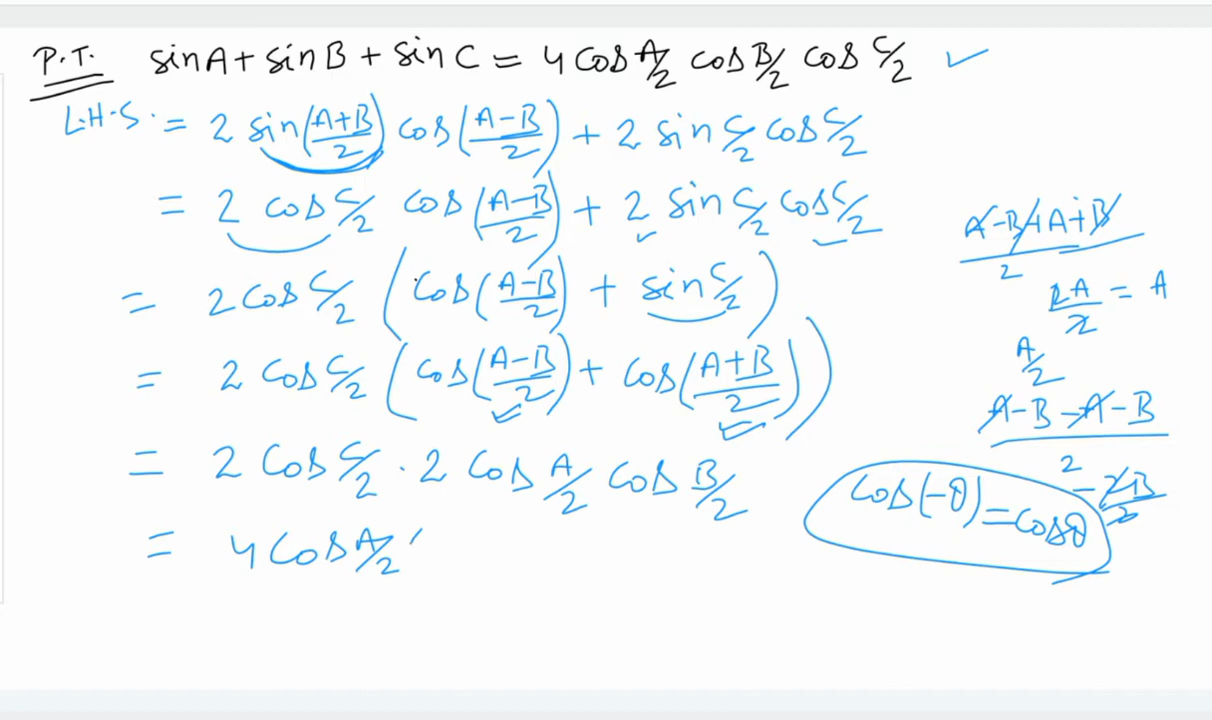 P.T. sinA + sinB + sinC = 4 cos A/2 cos B/2 cos C/2 ✓
L.H.S. = 2 sin((A+B)/2) cos((A-B)/2) + 2 sin C/2 cos C/2
= 2 cos C/2 cos((A-B)/2) + 2 sin C/2 cos C/2
= 2 cos C/2 (cos((A-B)/2) + sin C/2)
= 2 cos C/2 (cos((A-B)/2) + cos((A+B)/2))
= 2 cos C/2 · 2 cos A/2 cos B/2
= 4 cos A/2
(A-B+A+B)/2
2A/2 = A
A/2
(A-B-A-B)/2
-2B/2
cos(-θ) = cosθ